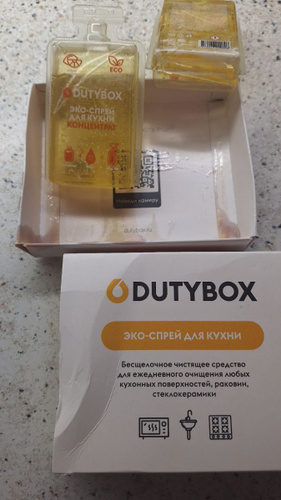 ECO
DUTYBOX
ЭКО-СПРЕЙ
ДЛЯ КУХНИ
КОНЦЕНТРАТ
DUTYBOX
ЭКО-СПРЕЙ ДЛЯ КУХНИ
Бесщелочное чистящее средство
для ежедневного очищения любых
кухонных поверхностей, раковин,
стеклокерамики